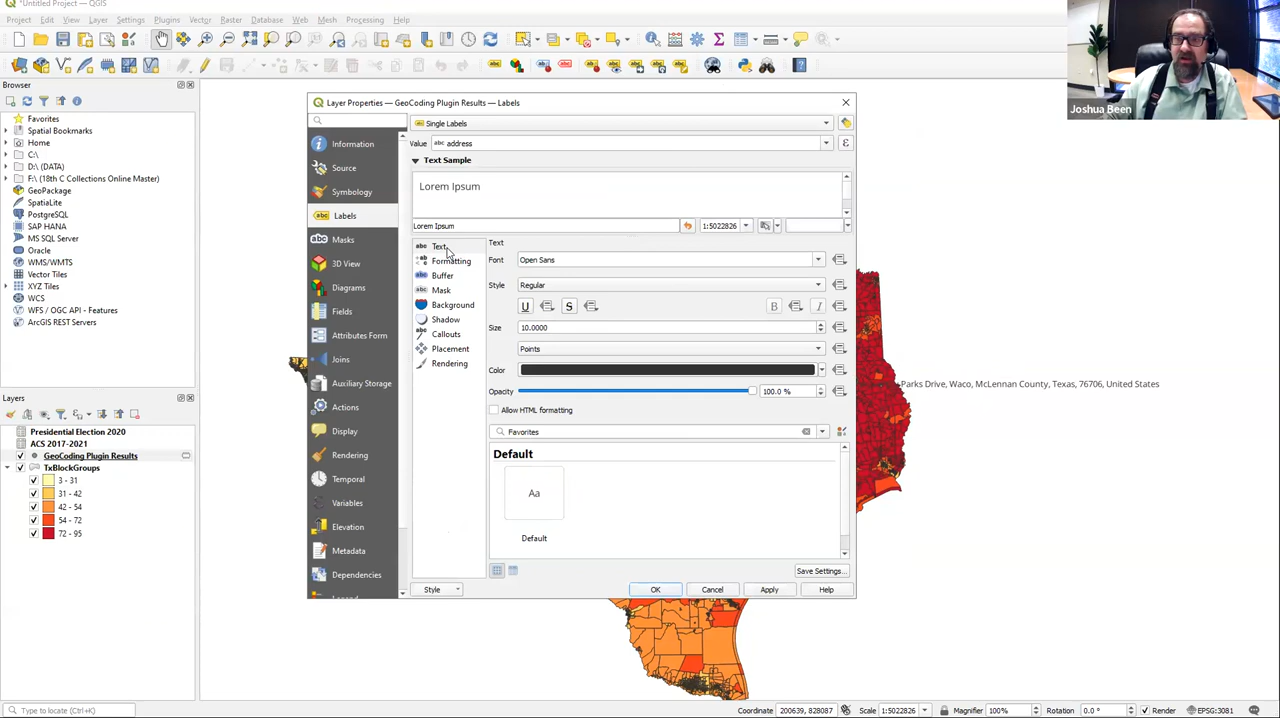 *Untitled Project — QGIS
Project Edit View Layer Settings Plugins Vector Raster Database Web Mesh Processing Help
Joshua Been
Browser
Favorites
Spatial Bookmarks
Home
C:\
D:\ (DATA)
F:\ (18th C Collections Online Master)
GeoPackage
SpatiaLite
PostgreSQL
SAP HANA
MS SQL Server
Oracle
WMS/WMTS
Vector Tiles
XYZ Tiles
WCS
WFS / OGC API - Features
ArcGIS REST Servers
Layers
Presidential Election 2020
ACS 2017-2021
GeoCoding Plugin Results
TxBlockGroups
3 - 31
31 - 42
42 - 54
54 - 72
72 - 95
Layer Properties — GeoCoding Plugin Results — Labels
Information
Source
Symbology
Labels
Masks
3D View
Diagrams
Fields
Attributes Form
Joins
Auxiliary Storage
Actions
Display
Rendering
Temporal
Variables
Elevation
Metadata
Dependencies
Legend
Single Labels
Value abc address
Text Sample
Lorem Ipsum
Lorem Ipsum
1:5022826
Text
Formatting
Buffer
Mask
Background
Shadow
Callouts
Placement
Rendering
Text
Font Open Sans
Style Regular
U S B I
Size 10.0000
Points
Color
Opacity 100.0 %
Allow HTML formatting
Favorites
Default
Aa
Default
Save Settings...
Style OK Cancel Apply Help
Parks Drive, Waco, McLennan County, Texas, 76706, United States
Type to locate (Ctrl+K)
Coordinate 200639, 828087 Scale 1:5022826 Magnifier 100% Rotation 0.0 ° Render EPSG:3081